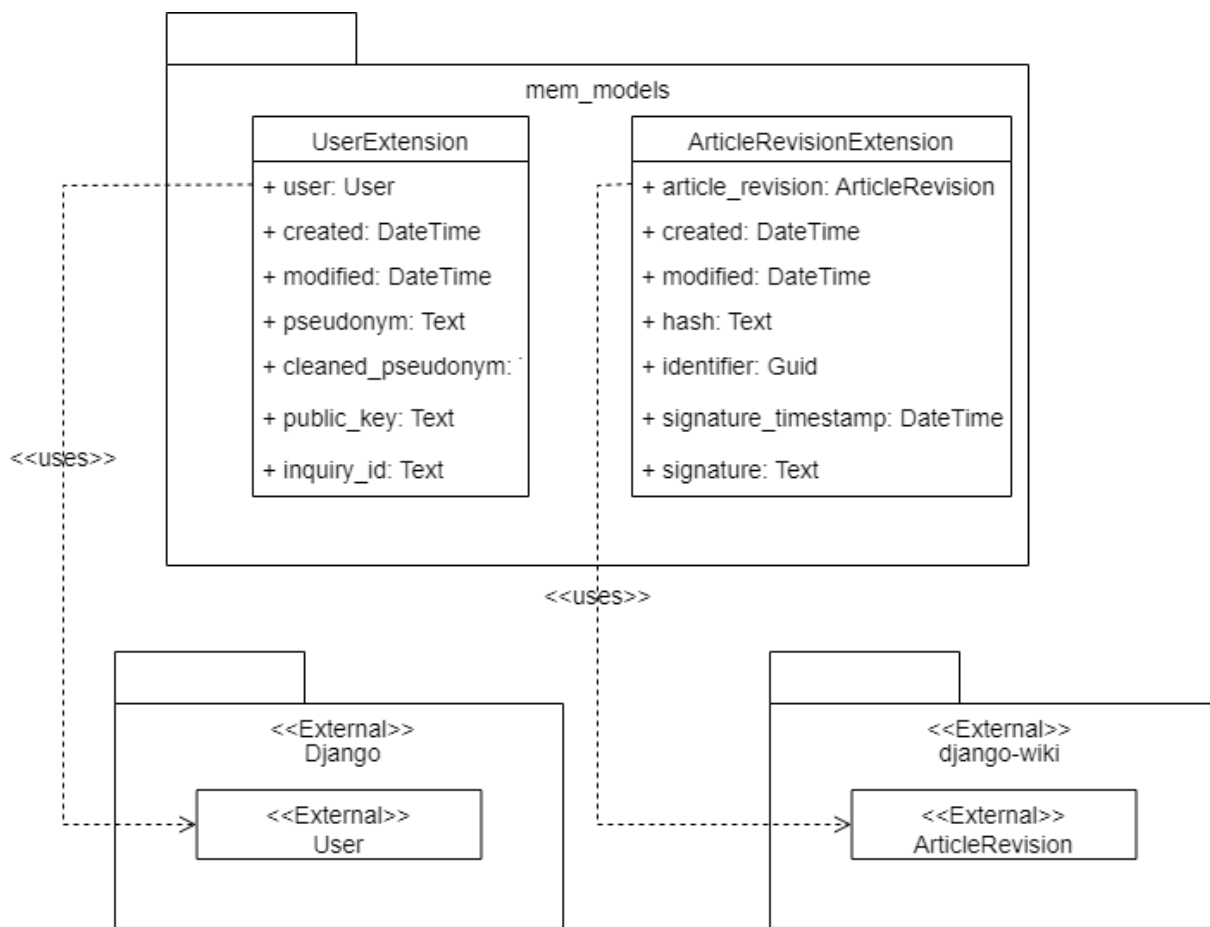 mem_models
UserExtension
+ user: User
+ created: DateTime
+ modified: DateTime
+ pseudonym: Text
+ cleaned_pseudonym:
+ public_key: Text
+ inquiry_id: Text
ArticleRevisionExtension
+ article_revision: ArticleRevision
+ created: DateTime
+ modified: DateTime
+ hash: Text
+ identifier: Guid
+ signature_timestamp: DateTime
+ signature: Text
<<uses>>
<<uses>>
<<External>>
Django
<<External>>
User
<<External>>
django-wiki
<<External>>
ArticleRevision